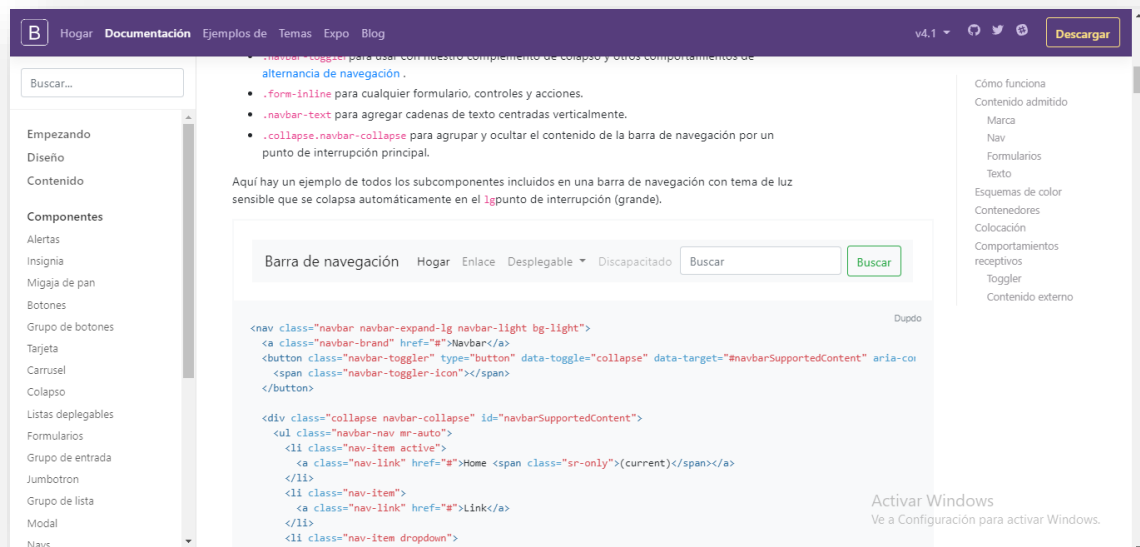 B Hogar Documentación Ejemplos de Temas Expo Blog v4.1 Descargar
Buscar...
Empezando
Diseño
Contenido
Componentes
Alertas
Insignia
Migaja de pan
Botones
Grupo de botones
Tarjeta
Carrusel
Colapso
Listas deplegables
Formularios
Grupo de entrada
Jumbotron
Grupo de lista
Modal
Navs
.navbar-toggler para usar con nuestro complemento de colapso y otros comportamientos de
alternancia de navegación .
.form-inline para cualquier formulario, controles y acciones.
.navbar-text para agregar cadenas de texto centradas verticalmente.
.collapse.navbar-collapse para agrupar y ocultar el contenido de la barra de navegación por un
punto de interrupción principal.
Aquí hay un ejemplo de todos los subcomponentes incluidos en una barra de navegación con tema de luz
sensible que se colapsa automáticamente en el lgpunto de interrupción (grande).
Barra de navegación Hogar Enlace Desplegable Discapacitado Buscar Buscar
Dupdo
<nav class="navbar navbar-expand-lg navbar-light bg-light">
<a class="navbar-brand" href="#">Navbar</a>
<button class="navbar-toggler" type="button" data-toggle="collapse" data-target="#navbarSupportedContent" aria-con
<span class="navbar-toggler-icon"></span>
</button>
<div class="collapse navbar-collapse" id="navbarSupportedContent">
<ul class="navbar-nav mr-auto">
<li class="nav-item active">
<a class="nav-link" href="#">Home <span class="sr-only">(current)</span></a>
</li>
<li class="nav-item">
<a class="nav-link" href="#">Link</a>
</li>
<li class="nav-item dropdown">
Cómo funciona
Contenido admitido
Marca
Nav
Formularios
Texto
Esquemas de color
Contenedores
Colocación
Comportamientos
receptivos
Toggler
Contenido externo
Activar Windows
Ve a Configuración para activar Windows.